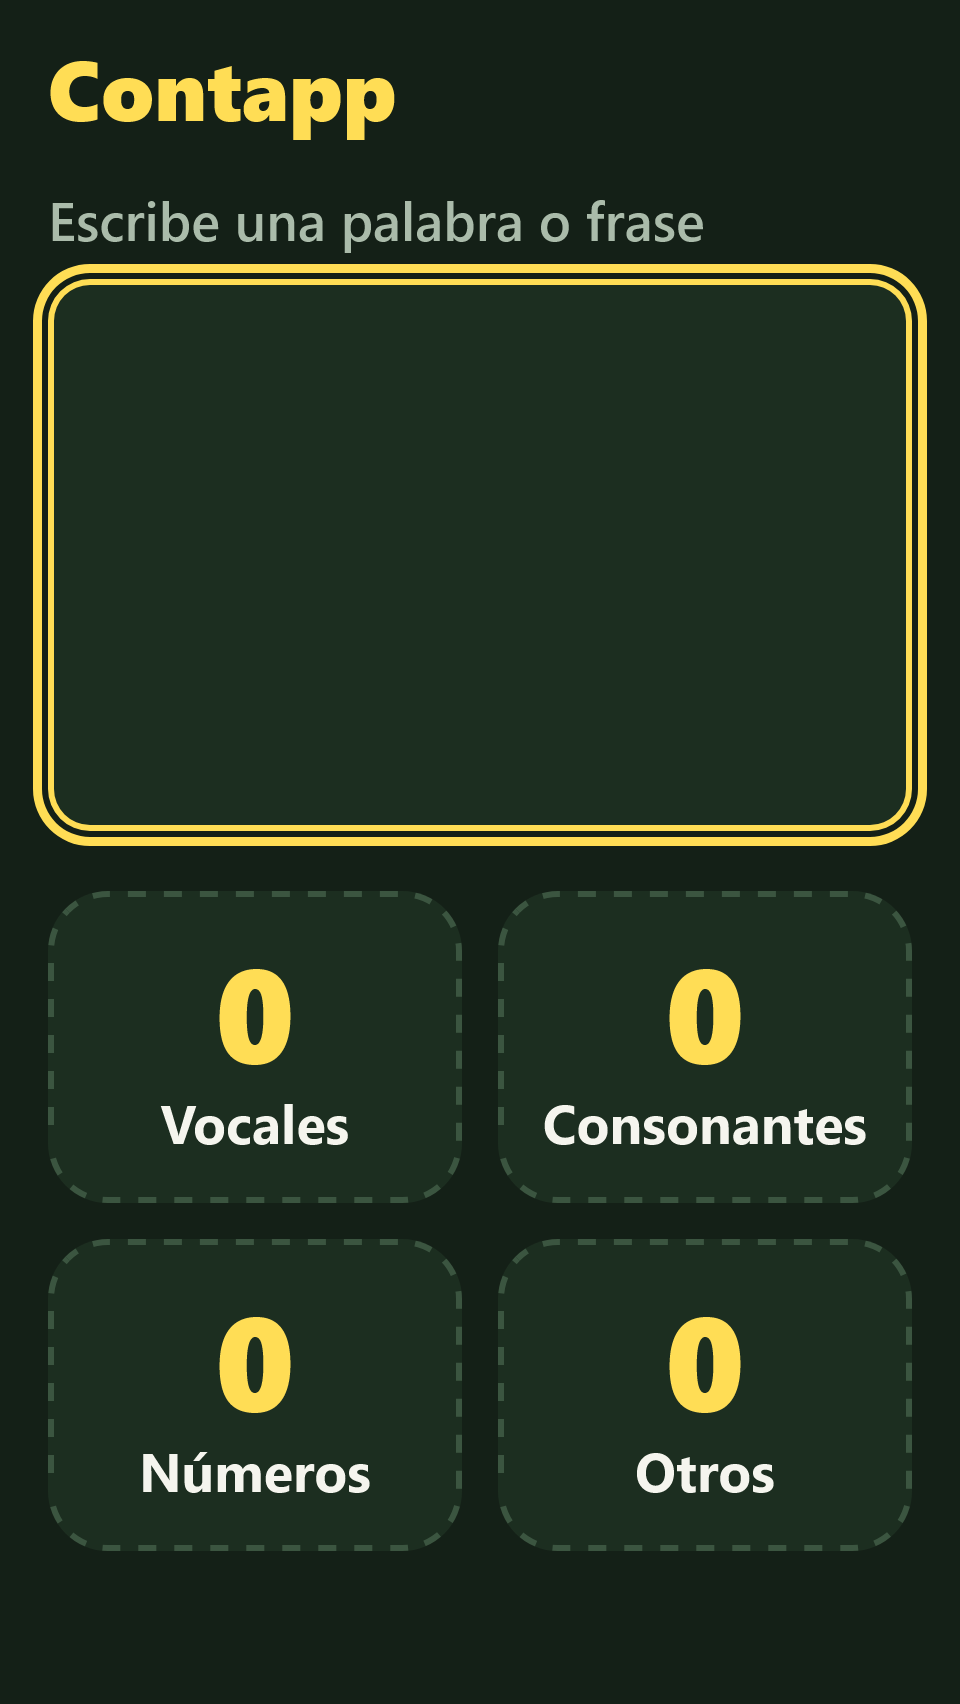 Contapp
Escribe una palabra o frase
0
Vocales
0
Consonantes
0
Números
0
Otros